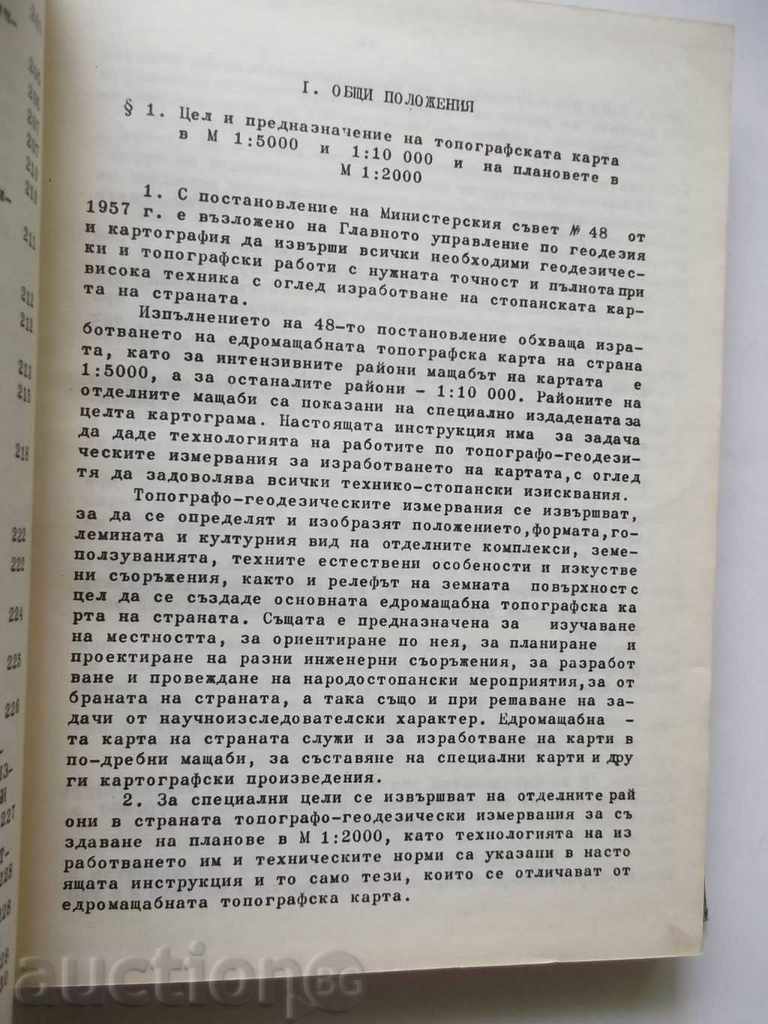 I. ОБЩИ ПОЛОЖЕНИЯ
§ 1. Цел и предназначение на топографската карта
в М 1:5000 и 1:10 000 и на плановете в
М 1:2000
1. С постановление на Министерския съвет № 48 от
1957 г. е възложено на Главното управление по геодезия
и картография да извърши всички необходими геодезичес-
ки и топографски работи с нужната точност и пълнота при
висока техника с оглед изработване на стопанската кар-
та на страната.
Изпълнението на 48-то постановление обхваща изра-
ботването на едромащабната топографска карта на страна
та, като за интензивните райони мащабът на картата е
1:5000, а за останалите райони - 1:10 000. Районите на
отделните мащаби са показани на специално издадената за
целта картограма. Настоящата инструкция има за задача
да даде технологията на работите по топографо-геодези-
ческите измервания за изработването на картата, с оглед
тя да задоволява всички технико-стопански изисквания.
Топографо-геодезическите измервания се извършват,
за да се определят и изобразят положението, формата, го-
лемината и културния вид на отделните комплекси, земе-
ползуванията, техните естествени особености и изкустве
ни съоръжения, както и релефът на земната повърхност с
цел да се създаде основната едромащабна топографска ка
рта на страната. Същата е предназначена за изучаване
на местността, за ориентиране по нея, за планиране и
проектиране на разни инженерни съоръжения, за разработ
ване и провеждане на народостопански мероприятия, за от
браната на страната, а така също и при решаване на за-
дачи от научноизследователски характер. Едромащабна -
та карта на страната служи и за изработване на карти в
по-дребни мащаби, за съставяне на специални карти и дру
ги картографски произведения.
2. За специални цели се извършват на отделните рай
они в страната топографо-геодезически измервания за съ
здаване на планове в М 1:2000, като технологията на из
работването им и техническите норми са указани в насто
ящата инструкция и то само тези, които се отличават от
едромащабната топографска карта.
211
212
213
218
222
222
224
225
226
227
228
auctionBG